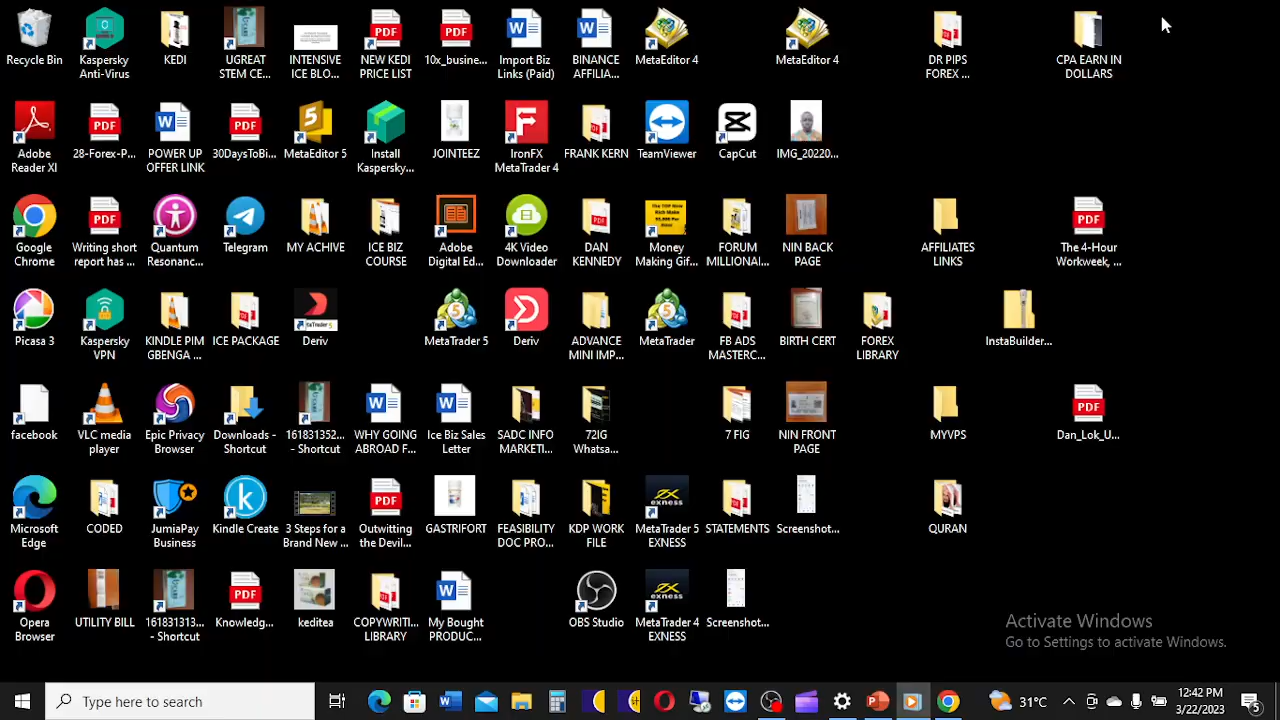 Recycle Bin
Kaspersky
Anti-Virus
KEDI
UGREAT
STEM CE...
INTENSIVE
ICE BLO...
NEW KEDI
PRICE LIST
10x_busine...
Import Biz
Links (Paid)
BINANCE
AFFILIA...
MetaEditor 4
MetaEditor 4
DR PIPS
FOREX ...
CPA EARN IN
DOLLARS
Adobe
Reader XI
28-Forex-P...
POWER UP
OFFER LINK
30DaysToBi...
MetaEditor 5
Install
Kaspersky...
JOINTEEZ
IronFX
MetaTrader 4
FRANK KERN
TeamViewer
CapCut
IMG_20220...
Google
Chrome
Writing short
report has ...
Quantum
Resonanc...
Telegram
MY ACHIVE
ICE BIZ
COURSE
Adobe
Digital Ed...
4K Video
Downloader
DAN
KENNEDY
Money
Making Gif...
FORUM
MILLIONAI...
NIN BACK
PAGE
AFFILIATES
LINKS
The 4-Hour
Workweek, ...
Picasa 3
Kaspersky
VPN
KINDLE PIM
GBENGA ...
ICE PACKAGE
Deriv
MetaTrader 5
Deriv
ADVANCE
MINI IMP...
MetaTrader
FB ADS
MASTERC...
BIRTH CERT
FOREX
LIBRARY
InstaBuilder...
facebook
VLC media
player
Epic Privacy
Browser
Downloads -
Shortcut
161831352...
- Shortcut
WHY GOING
ABROAD F...
Ice Biz Sales
Letter
SADC INFO
MARKETI...
72IG
Whatsa...
7 FIG
NIN FRONT
PAGE
MYVPS
Dan_Lok_U...
Microsoft
Edge
CODED
JumiaPay
Business
Kindle Create
3 Steps for a
Brand New ...
Outwitting
the Devil...
GASTRIFORT
FEASIBILITY
DOC PRO...
KDP WORK
FILE
MetaTrader 5
EXNESS
STATEMENTS
Screenshot...
QURAN
Opera
Browser
UTILITY BILL
161831313...
- Shortcut
Knowledg...
keditea
COPYWRITI...
LIBRARY
My Bought
PRODUC...
OBS Studio
MetaTrader 4
EXNESS
Screenshot...
Activate Windows
Go to Settings to activate Windows.
Type here to search
31°C
12:42 PM
3/22/2023